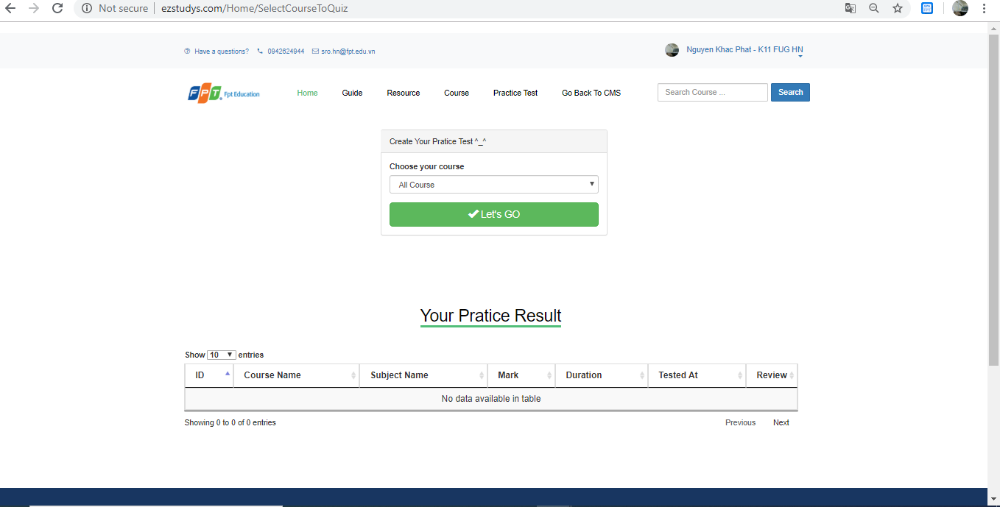 Not secure | ezstudys.com/Home/SelectCourseToQuiz
Have a questions? 0942624944 sro.hn@fpt.edu.vn
Nguyen Khac Phat - K11 FUG HN
FPT Fpt Education
Home Guide Resource Course Practice Test Go Back To CMS
Search Course ... Search
Create Your Pratice Test ^_^
Choose your course
All Course
Let's GO
Your Pratice Result
Show 10 entries
ID Course Name Subject Name Mark Duration Tested At Review
No data available in table
Showing 0 to 0 of 0 entries
Previous Next